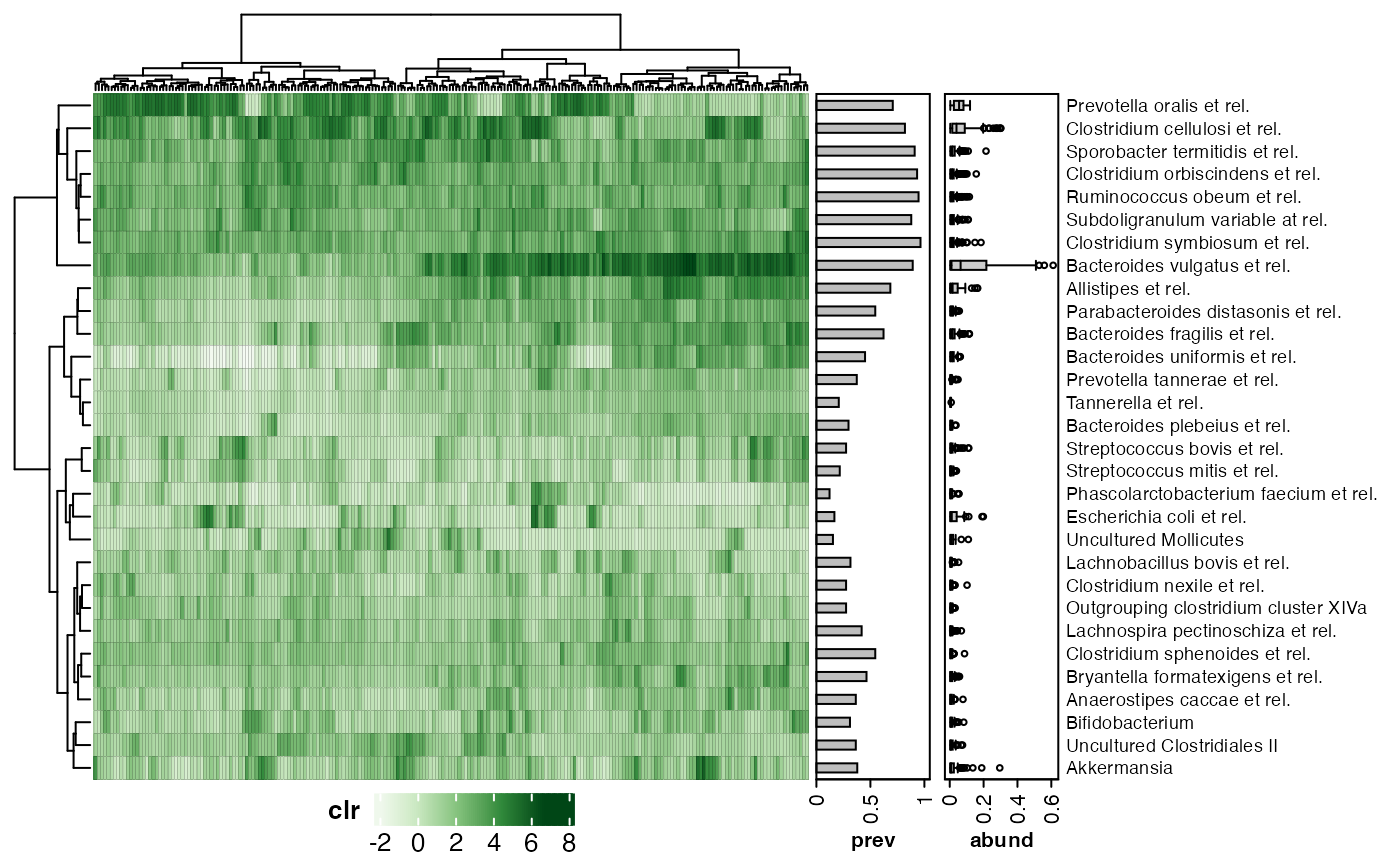 Prevotella oralis et rel.
Clostridium cellulosi et rel.
Sporobacter termitidis et rel.
Clostridium orbiscindens et rel.
Ruminococcus obeum et rel.
Subdoligranulum variable at rel.
Clostridium symbiosum et rel.
Bacteroides vulgatus et rel.
Allistipes et rel.
Parabacteroides distasonis et rel.
Bacteroides fragilis et rel.
Bacteroides uniformis et rel.
Prevotella tannerae et rel.
Tannerella et rel.
Bacteroides plebeius et rel.
Streptococcus bovis et rel.
Streptococcus mitis et rel.
Phascolarctobacterium faecium et rel.
Escherichia coli et rel.
Uncultured Mollicutes
Lachnobacillus bovis et rel.
Clostridium nexile et rel.
Outgrouping clostridium cluster XIVa
Lachnospira pectinoschiza et rel.
Clostridium sphenoides et rel.
Bryantella formatexigens et rel.
Anaerostipes caccae et rel.
Bifidobacterium
Uncultured Clostridiales II
Akkermansia
0 0.5 1
prev
0 0.2 0.4 0.6
abund
clr
-2 0 2 4 6 8